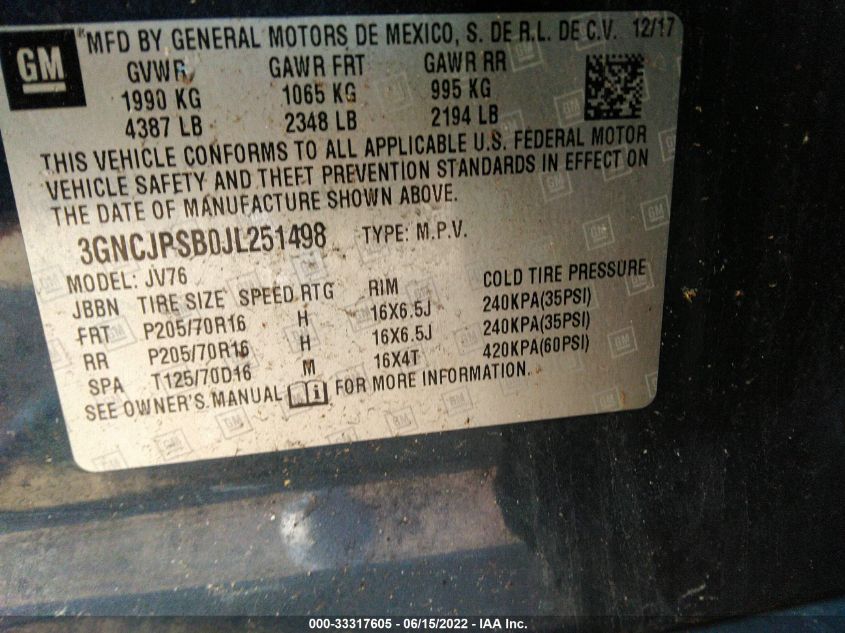 GM
MFD BY GENERAL MOTORS DE MEXICO, S. DE R.L. DE C.V. 12/17
GVWR GAWR FRT GAWR RR
1990 KG 1065 KG 995 KG
4387 LB 2348 LB 2194 LB
THIS VEHICLE CONFORMS TO ALL APPLICABLE U.S. FEDERAL MOTOR
VEHICLE SAFETY AND THEFT PREVENTION STANDARDS IN EFFECT ON
THE DATE OF MANUFACTURE SHOWN ABOVE.
3GNCJPSB0JL251498 TYPE: M.P.V.
MODEL: JV76
JBBN TIRE SIZE SPEED RTG RIM COLD TIRE PRESSURE
FRT P205/70R16 H 16X6.5J 240KPA(35PSI)
RR P205/70R16 H 16X6.5J 240KPA(35PSI)
SPA T125/70D16 M 16X4T 420KPA(60PSI)
SEE OWNER'S MANUAL FOR MORE INFORMATION.
000-33317605 - 06/15/2022 - IAA Inc.